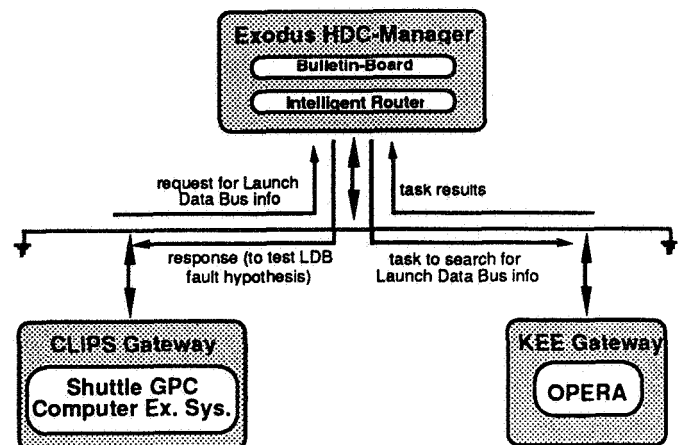 Exodus HDC-Manager
Bulletin-Board
Intelligent Router
request for Launch
Data Bus info
task results
response (to test LDB
fault hypothesis)
task to search for
Launch Data Bus info
CLIPS Gateway
Shuttle GPC
Computer Ex. Sys.
KEE Gateway
OPERA